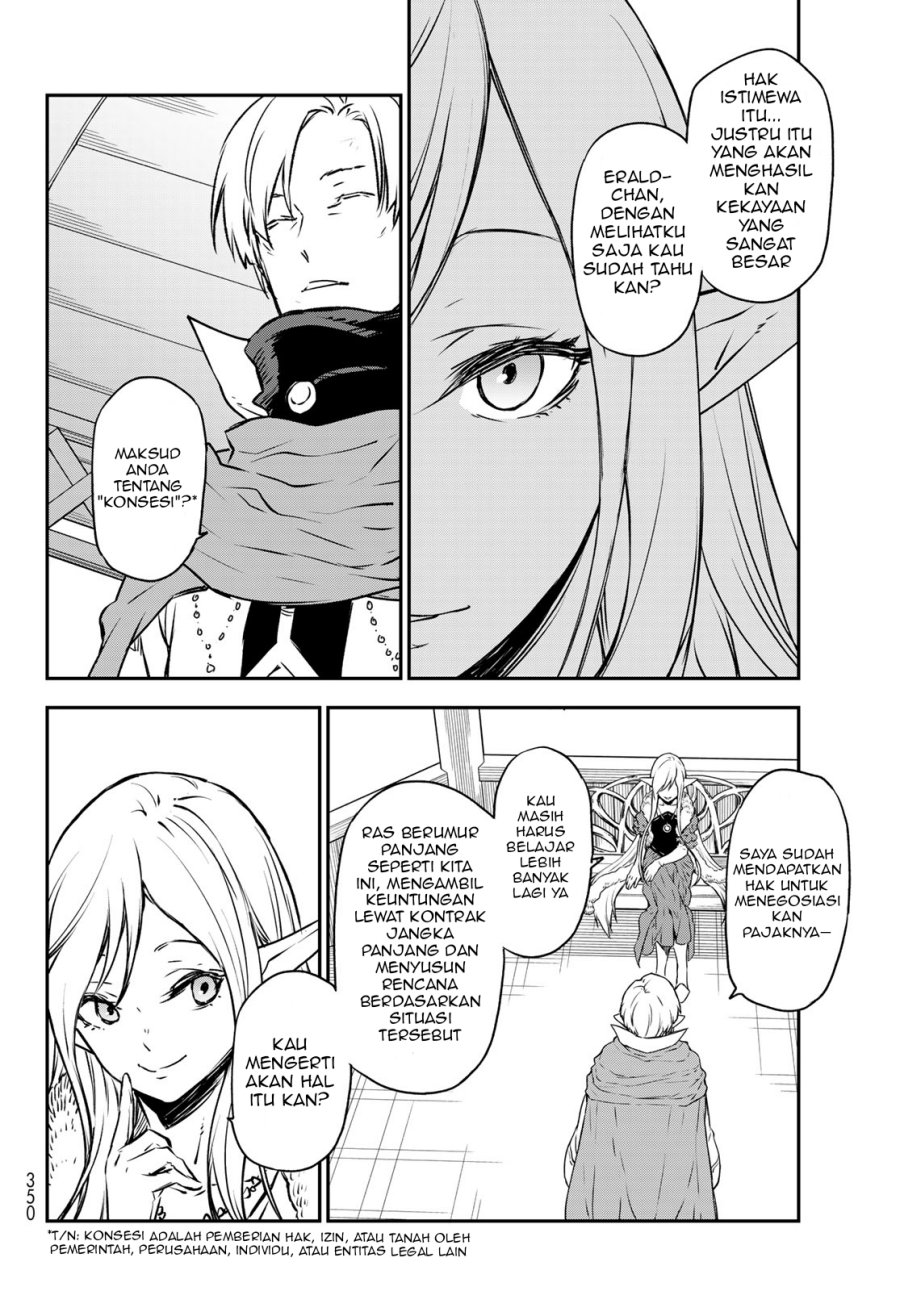 HAK
ISTIMEWA
ITU...
JUSTRU ITU
YANG AKAN
MENGHASIL
KAN
KEKAYAAN
YANG
SANGAT
BESAR
ERALD-
CHAN,
DENGAN
MELIHATKU
SAJA KAU
SUDAH TAHU
KAN?
MAKSUD
ANDA
TENTANG
"KONSESI"?*
SAYA SUDAH
MENDAPATKAN
HAK UNTUK
MENEGOSIASI
KAN
PAJAKNYA–
KAU
MASIH
HARUS
BELAJAR
LEBIH
BANYAK
LAGI YA
RAS BERUMUR
PANJANG
SEPERTI KITA
INI, MENGAMBIL
KEUNTUNGAN
LEWAT KONTRAK
JANGKA
PANJANG DAN
MENYUSUN
RENCANA
BERDASARKAN
SITUASI
TERSEBUT
KAU
MENGERTI
AKAN HAL
ITU KAN?
350
*T/N: KONSESI ADALAH PEMBERIAN HAK, IZIN, ATAU TANAH OLEH
PEMERINTAH, PERUSAHAAN, INDIVIDU, ATAU ENTITAS LEGAL LAIN